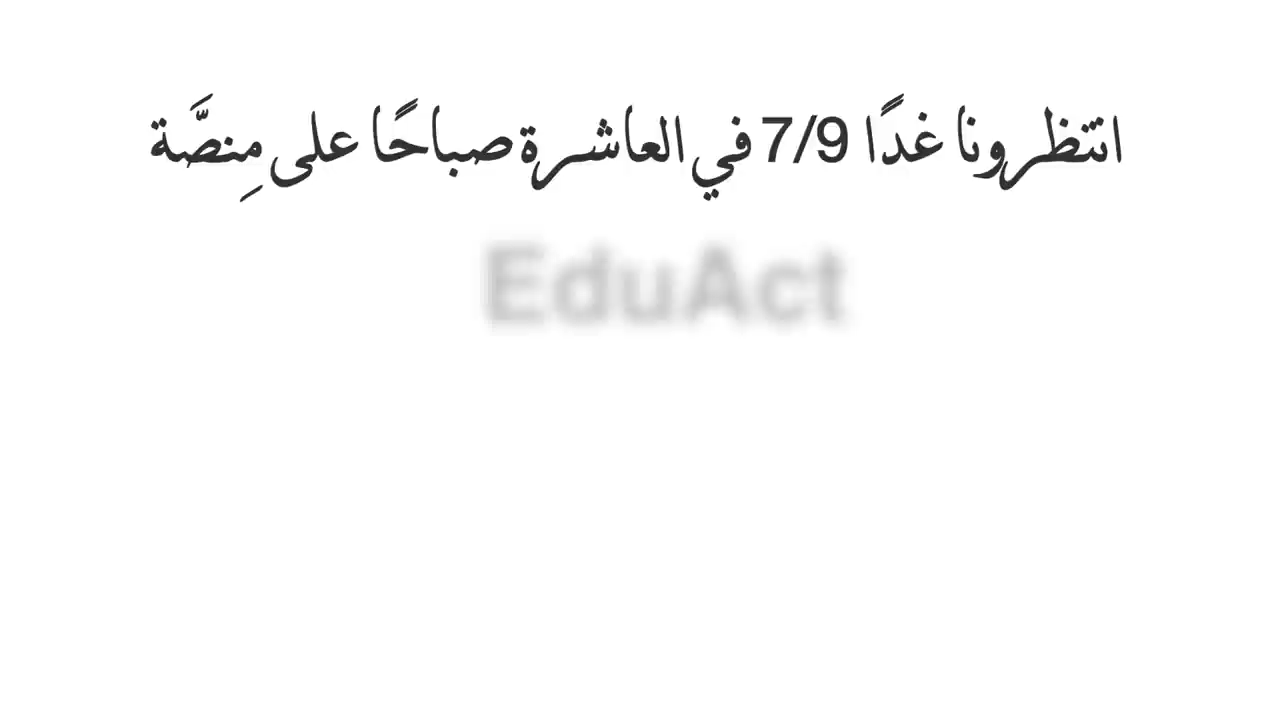 انتظرونا غدًا 7/9 في العاشرة صباحًا على مِنصَّة
EduAct